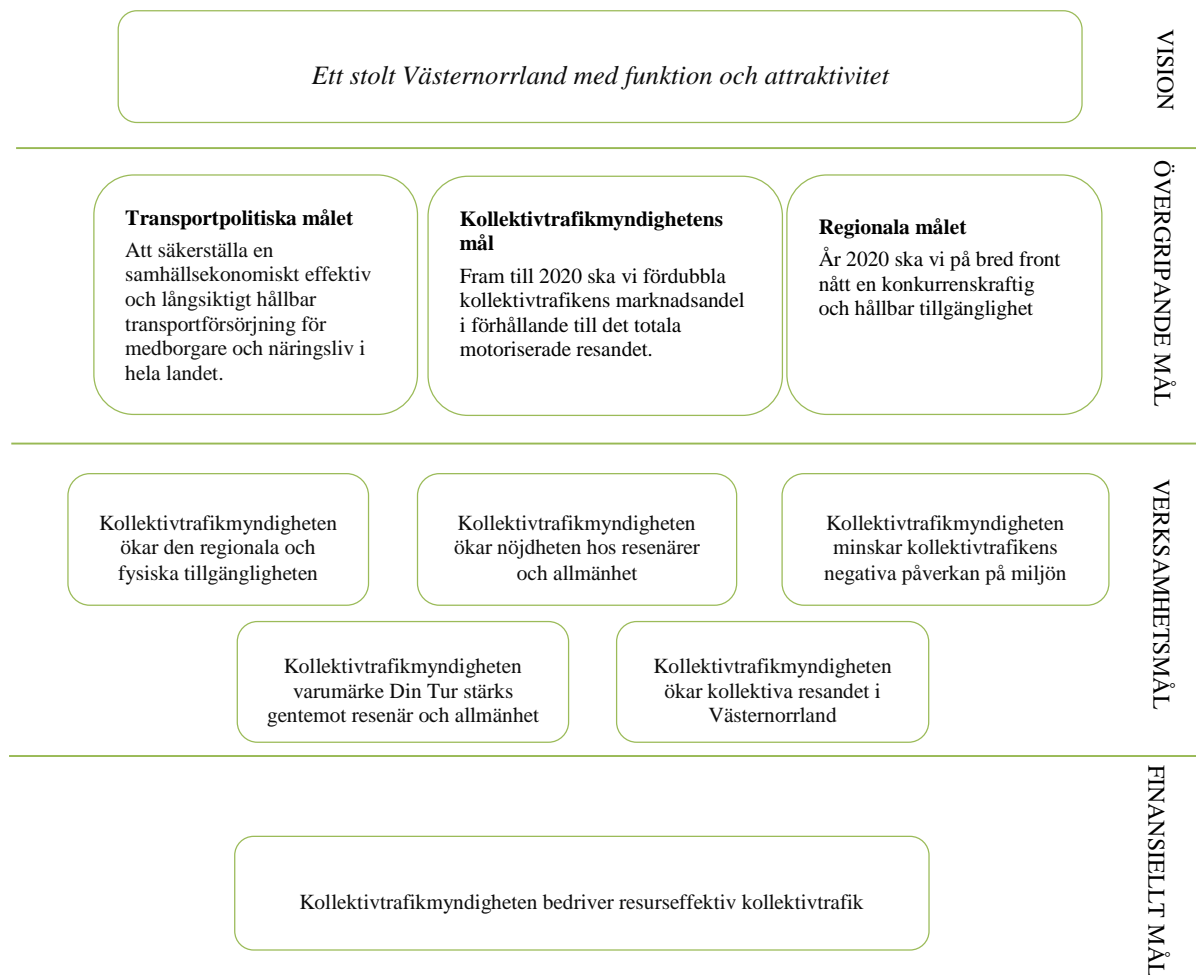 Ett stolt Västernorrland med funktion och attraktivitet
VISION
Transportpolitiska målet
Att säkerställa en
samhällsekonomiskt effektiv
och långsiktigt hållbar
transportförsörjning för
medborgare och näringsliv i
hela landet.
Kollektivtrafikmyndighetens
mål
Fram till 2020 ska vi fördubbla
kollektivtrafikens marknadsandel
i förhållande till det totala
motoriserade resandet.
Regionala målet
År 2020 ska vi på bred front
nått en konkurrenskraftig
och hållbar tillgänglighet
ÖVERGRIPANDE MÅL
Kollektivtrafikmyndigheten
ökar den regionala och
fysiska tillgängligheten
Kollektivtrafikmyndigheten
ökar nöjdheten hos resenärer
och allmänhet
Kollektivtrafikmyndigheten
minskar kollektivtrafikens
negativa påverkan på miljön
Kollektivtrafikmyndigheten
varumärke Din Tur stärks
gentemot resenär och allmänhet
Kollektivtrafikmyndigheten
ökar kollektiva resandet i
Västernorrland
VERKSAMHETSMÅL
Kollektivtrafikmyndigheten bedriver resurseffektiv kollektivtrafik
FINANSIELLT MÅL